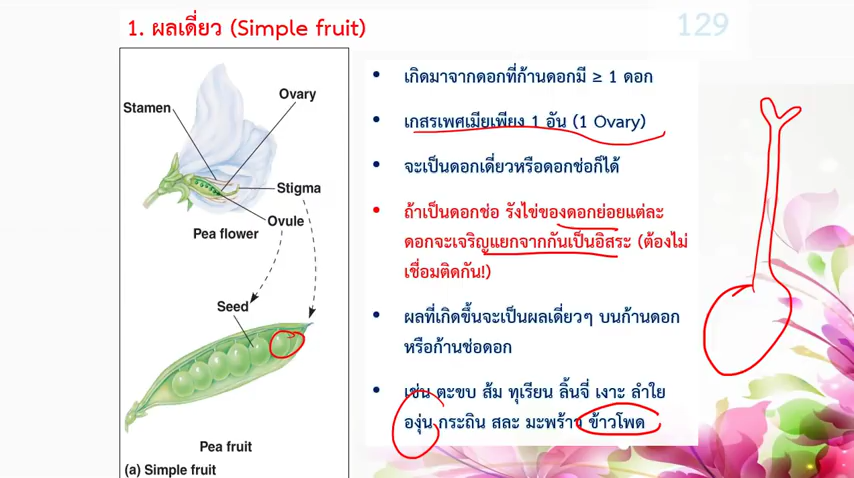 1. ผลเดี่ยว (Simple fruit)
129
Stamen
Ovary
Stigma
Ovule
Pea flower
Seed
Pea fruit
(a) Simple fruit
• เกิดมาจากดอกที่ก้านดอกมี ≥ 1 ดอก
• เกสรเพศเมียเพียง 1 อัน (1 Ovary)
• จะเป็นดอกเดี่ยวหรือดอกช่อก็ได้
• ถ้าเป็นดอกช่อ รังไข่ของดอกย่อยแต่ละ
ดอกจะเจริญแยกจากกันเป็นอิสระ (ต้องไม่
เชื่อมติดกัน!)
• ผลที่เกิดขึ้นจะเป็นผลเดี่ยวๆ บนก้านดอก
หรือก้านช่อดอก
• เช่น ตะขบ ส้ม ทุเรียน ลิ้นจี่ เงาะ ลำใย
องุ่น กระถิน สละ มะพร้าว ข้าวโพด